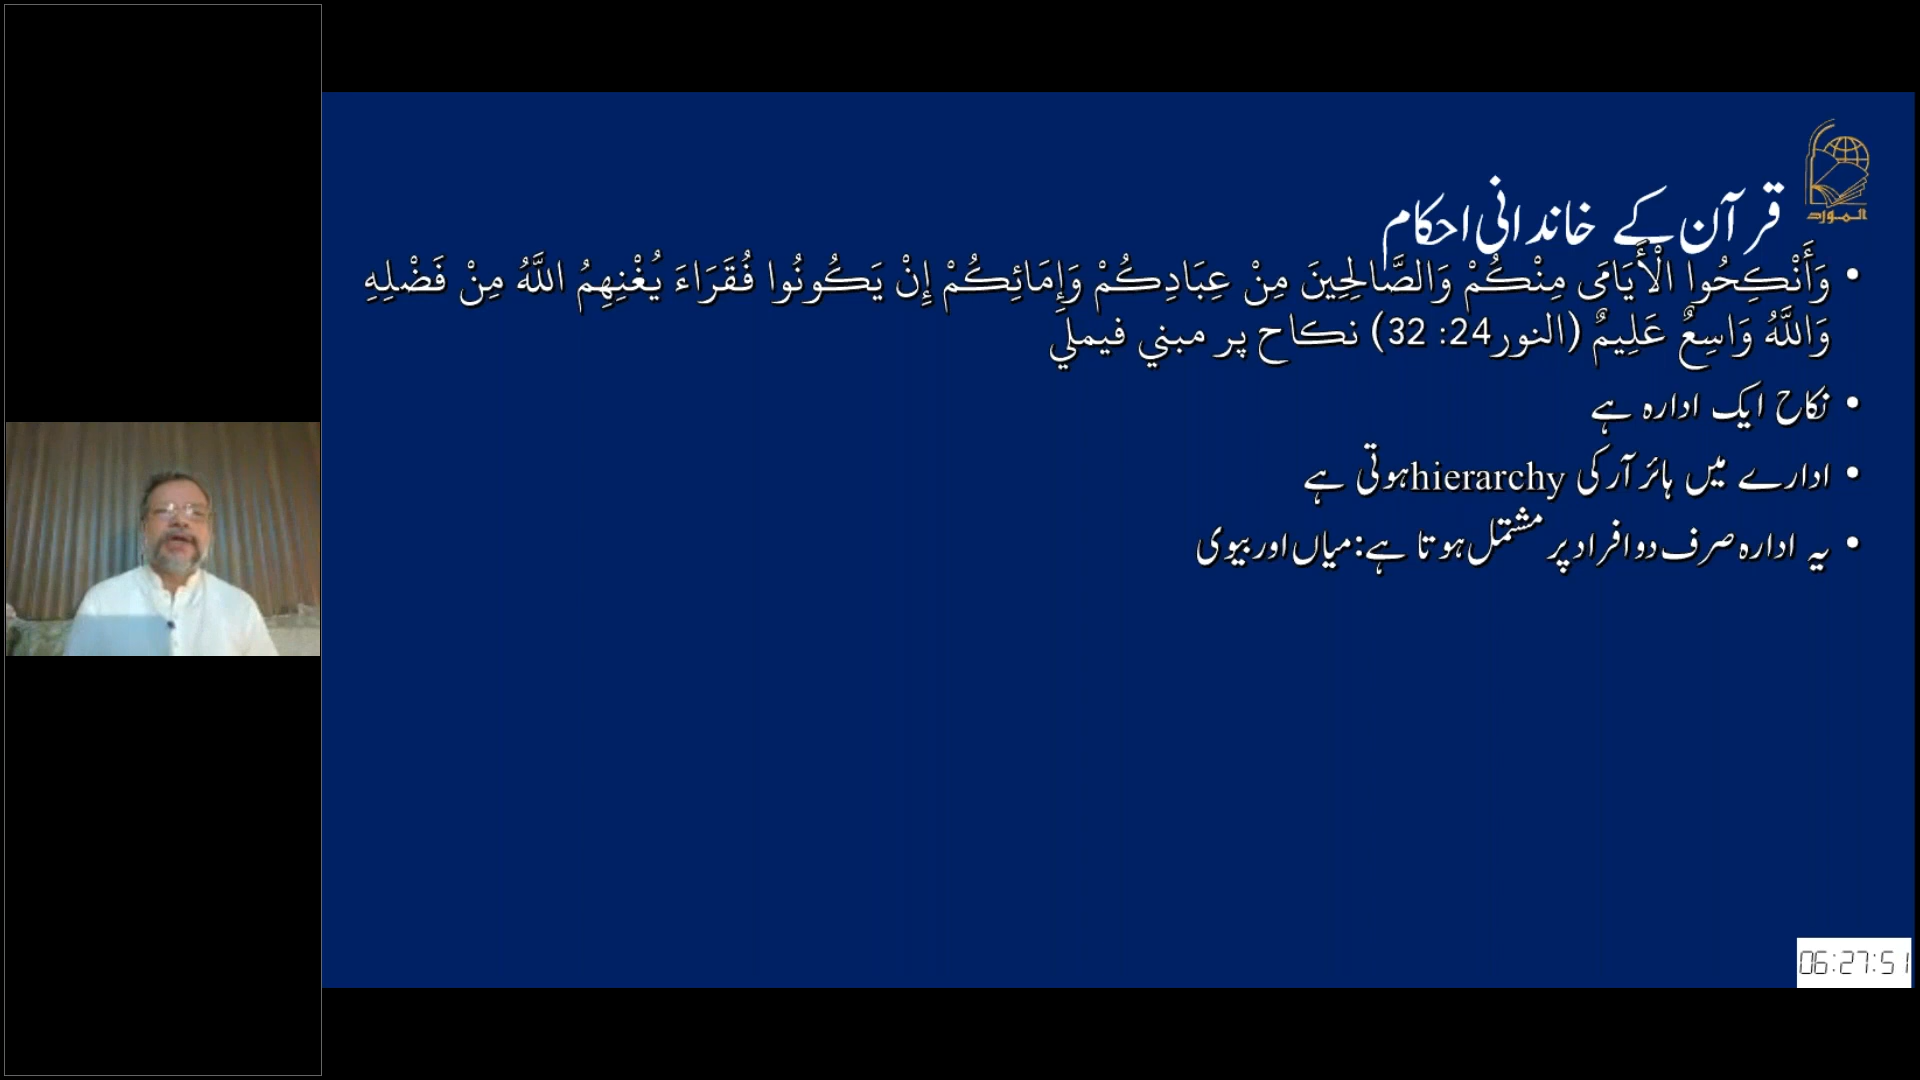 المورد
قرآن کے خاندانی احکام
• وَأَنْكِحُوا الْأَيَامَى مِنْكُمْ وَالصَّالِحِينَ مِنْ عِبَادِكُمْ وَإِمَائِكُمْ إِنْ يَكُونُوا فُقَرَاءَ يُغْنِهِمُ اللَّهُ مِنْ فَضْلِهِ
وَاللَّهُ وَاسِعٌ عَلِيمٌ (النور24: 32) نكاح پر مبني فيملي
• نکاح ایک ادارہ ہے
• ادارے میں ہائر آرکی hierarchyہوتی ہے
• یہ ادارہ صرف دو افراد پر مشتمل ہوتا ہے: میاں اور بیوی
06:27:51